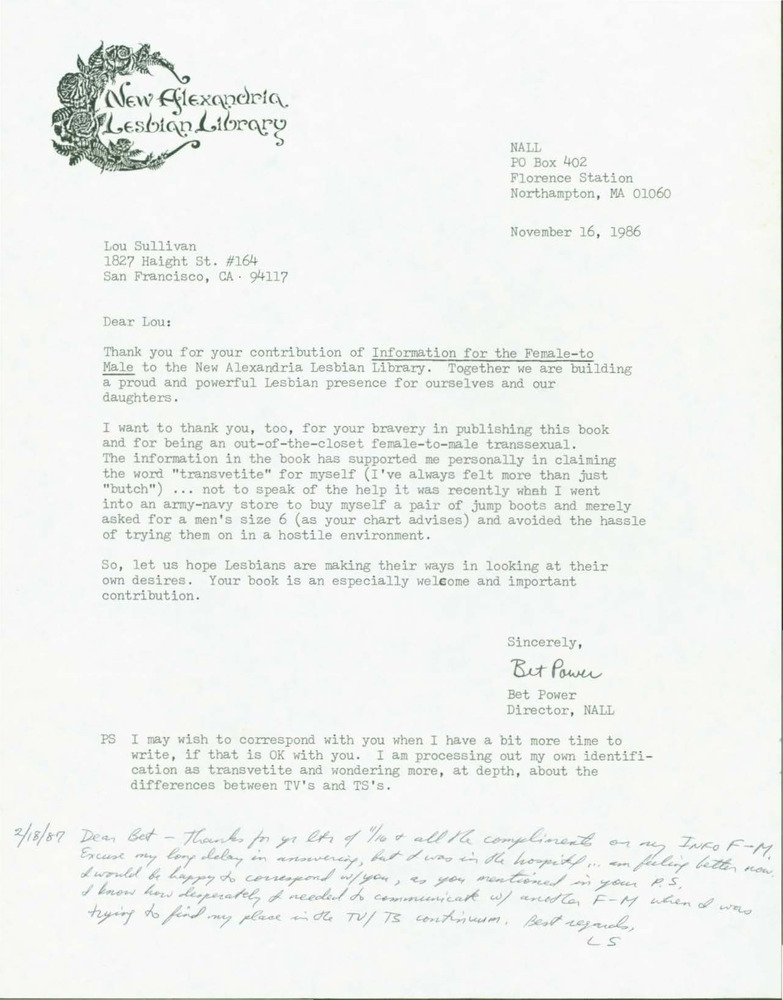 New Alexandria
Lesbian Library
NALL
PO Box 402
Florence Station
Northampton, MA 01060
November 16, 1986
Lou Sullivan
1827 Haight St. #164
San Francisco, CA · 94117
Dear Lou:
Thank you for your contribution of Information for the Female-to
Male to the New Alexandria Lesbian Library. Together we are building
a proud and powerful Lesbian presence for ourselves and our
daughters.
I want to thank you, too, for your bravery in publishing this book
and for being an out-of-the-closet female-to-male transsexual.
The information in the book has supported me personally in claiming
the word "transvetite" for myself (I've always felt more than just
"butch") ... not to speak of the help it was recently when I went
into an army-navy store to buy myself a pair of jump boots and merely
asked for a men's size 6 (as your chart advises) and avoided the hassle
of trying them on in a hostile environment.
So, let us hope Lesbians are making their ways in looking at their
own desires. Your book is an especially welcome and important
contribution.
Sincerely,
Bet Power
Bet Power
Director, NALL
PS I may wish to correspond with you when I have a bit more time to
write, if that is OK with you. I am processing out my own identifi-
cation as transvetite and wondering more, at depth, about the
differences between TV's and TS's.
2/18/87 Dear Bet - Thanks for yr ltr of 11/16 & all the compliments on my INFO F-M.
Excuse my long delay in answering, but I was in the hospital... am feeling better now.
I would be happy to correspond w/ you, as you mentioned in your P.S.
I know how desperately I needed to communicate w/ another F-M when I was
trying to find my place in the TV/TS continuum. Best regards,
LS